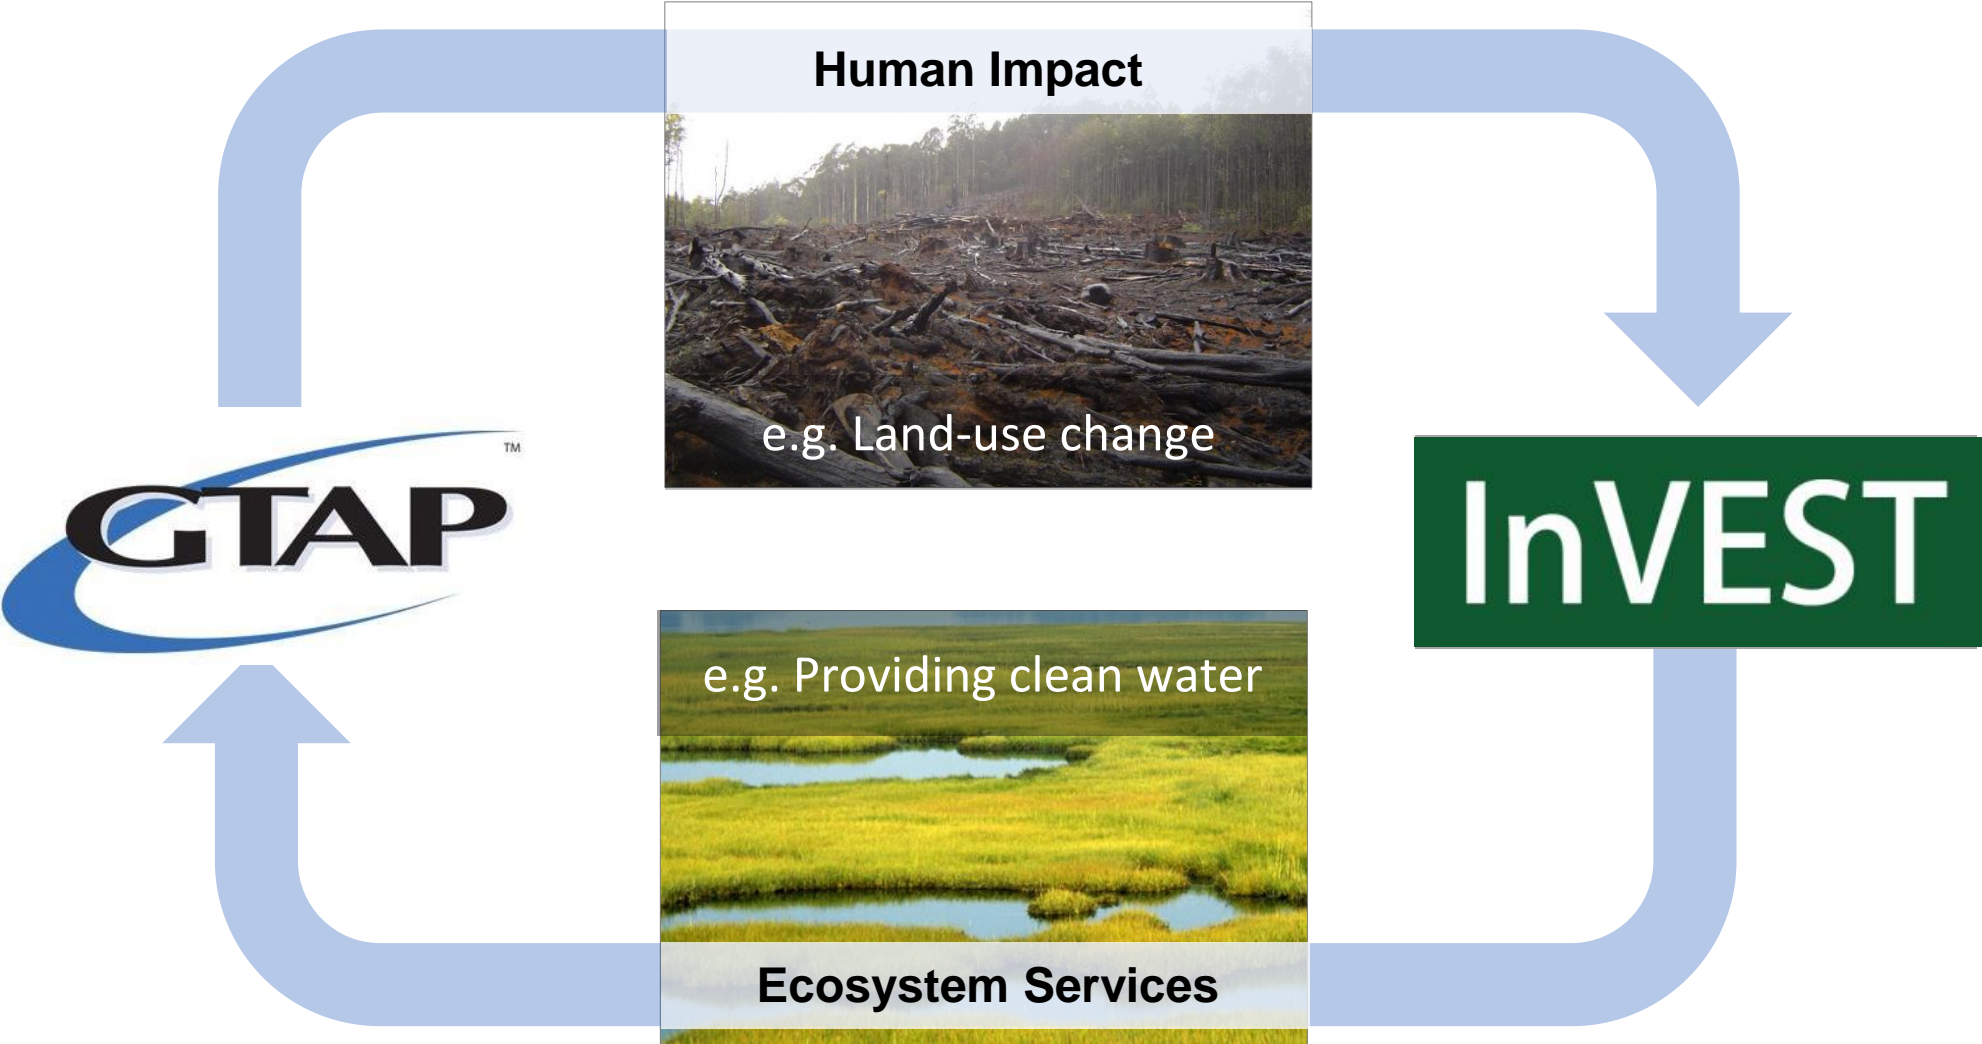 Human Impact
e.g. Land-use change
GTAP TM
InVEST
e.g. Providing clean water
Ecosystem Services